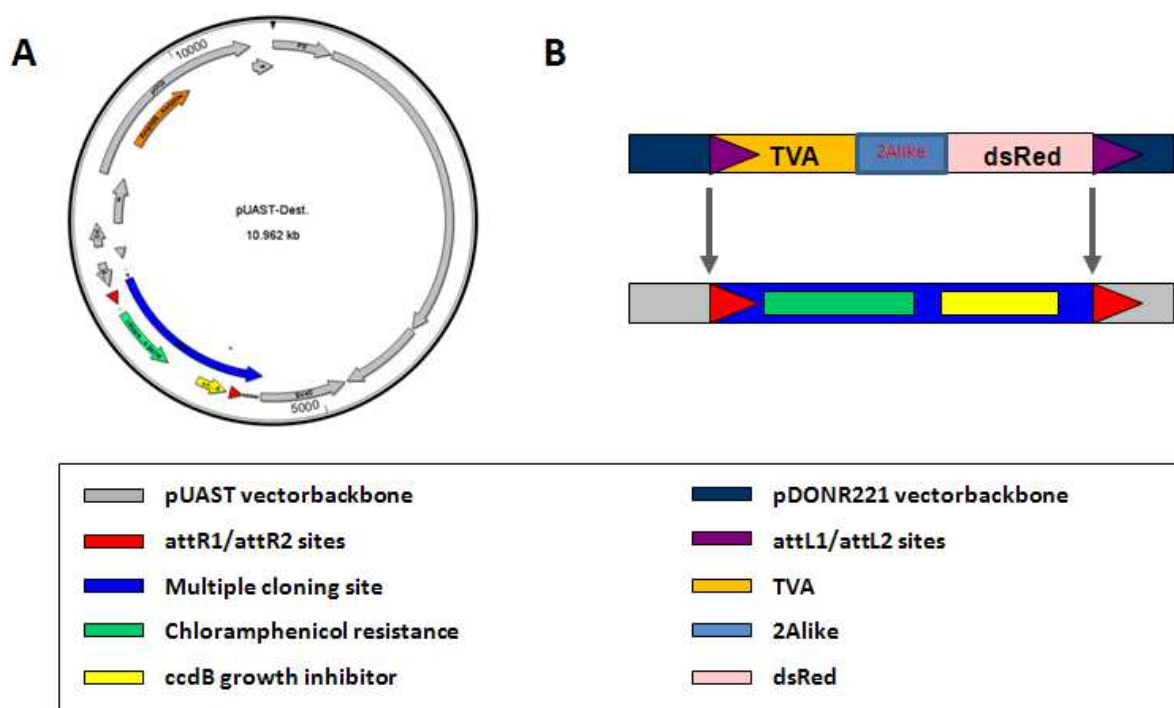 A
B
10000
pUAST-Dest.
10.962 kb
5000
TVA
2Alike
dsRed
pUAST vectorbackbone
attR1/attR2 sites
Multiple cloning site
Chloramphenicol resistance
ccdB growth inhibitor
pDONR221 vectorbackbone
attL1/attL2 sites
TVA
2Alike
dsRed